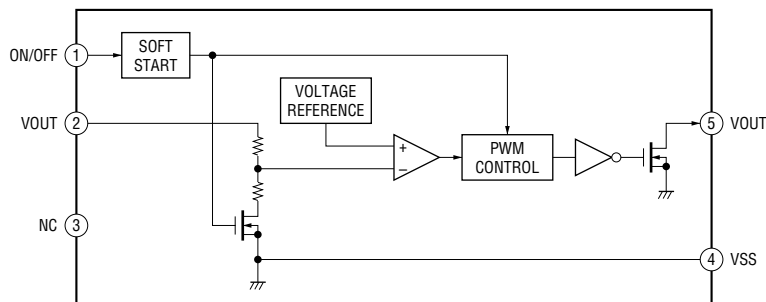 ON/OFF
1
SOFT
START
VOLTAGE
REFERENCE
VOUT
2
+
−
PWM
CONTROL
5
VOUT
NC
3
4
VSS